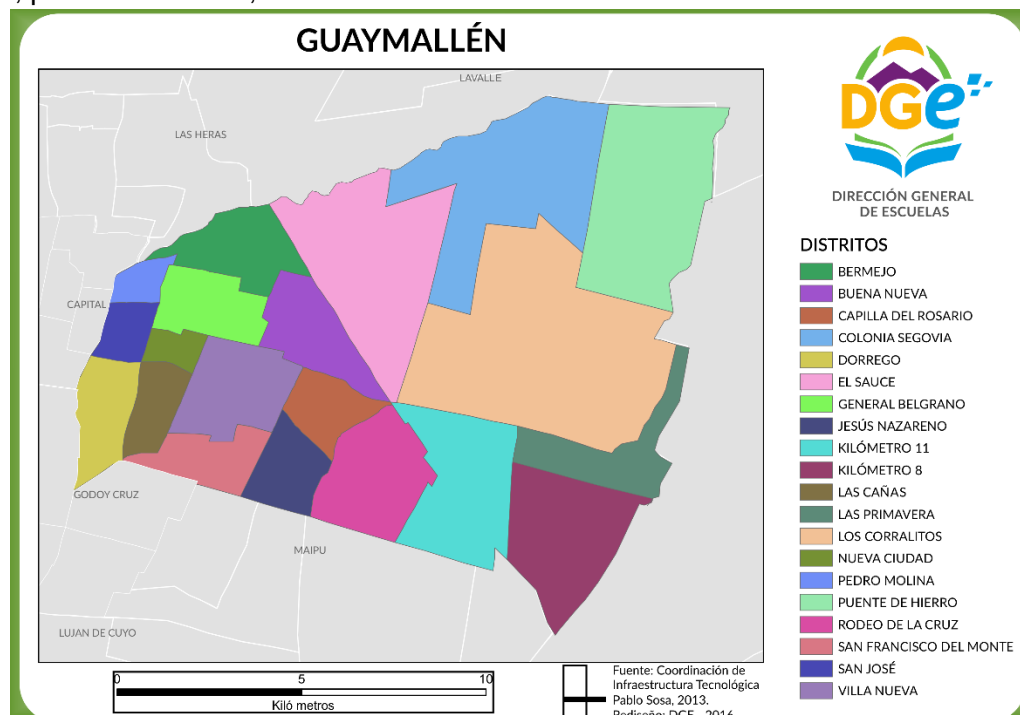 GUAYMALLÉN
LAVALLE
LAS HERAS
CAPITAL
GODOY CRUZ
MAIPU
LUJAN DE CUYO
0 5 10
Kiló metros
Fuente: Coordinación de
Infraestructura Tecnológica
Pablo Sosa, 2013.
Rediseño: DGE - 2016
DGe
DIRECCIÓN GENERAL
DE ESCUELAS
DISTRITOS
BERMEJO
BUENA NUEVA
CAPILLA DEL ROSARIO
COLONIA SEGOVIA
DORREGO
EL SAUCE
GENERAL BELGRANO
JESÚS NAZARENO
KILÓMETRO 11
KILÓMETRO 8
LAS CAÑAS
LAS PRIMAVERA
LOS CORRALITOS
NUEVA CIUDAD
PEDRO MOLINA
PUENTE DE HIERRO
RODEO DE LA CRUZ
SAN FRANCISCO DEL MONTE
SAN JOSÉ
VILLA NUEVA